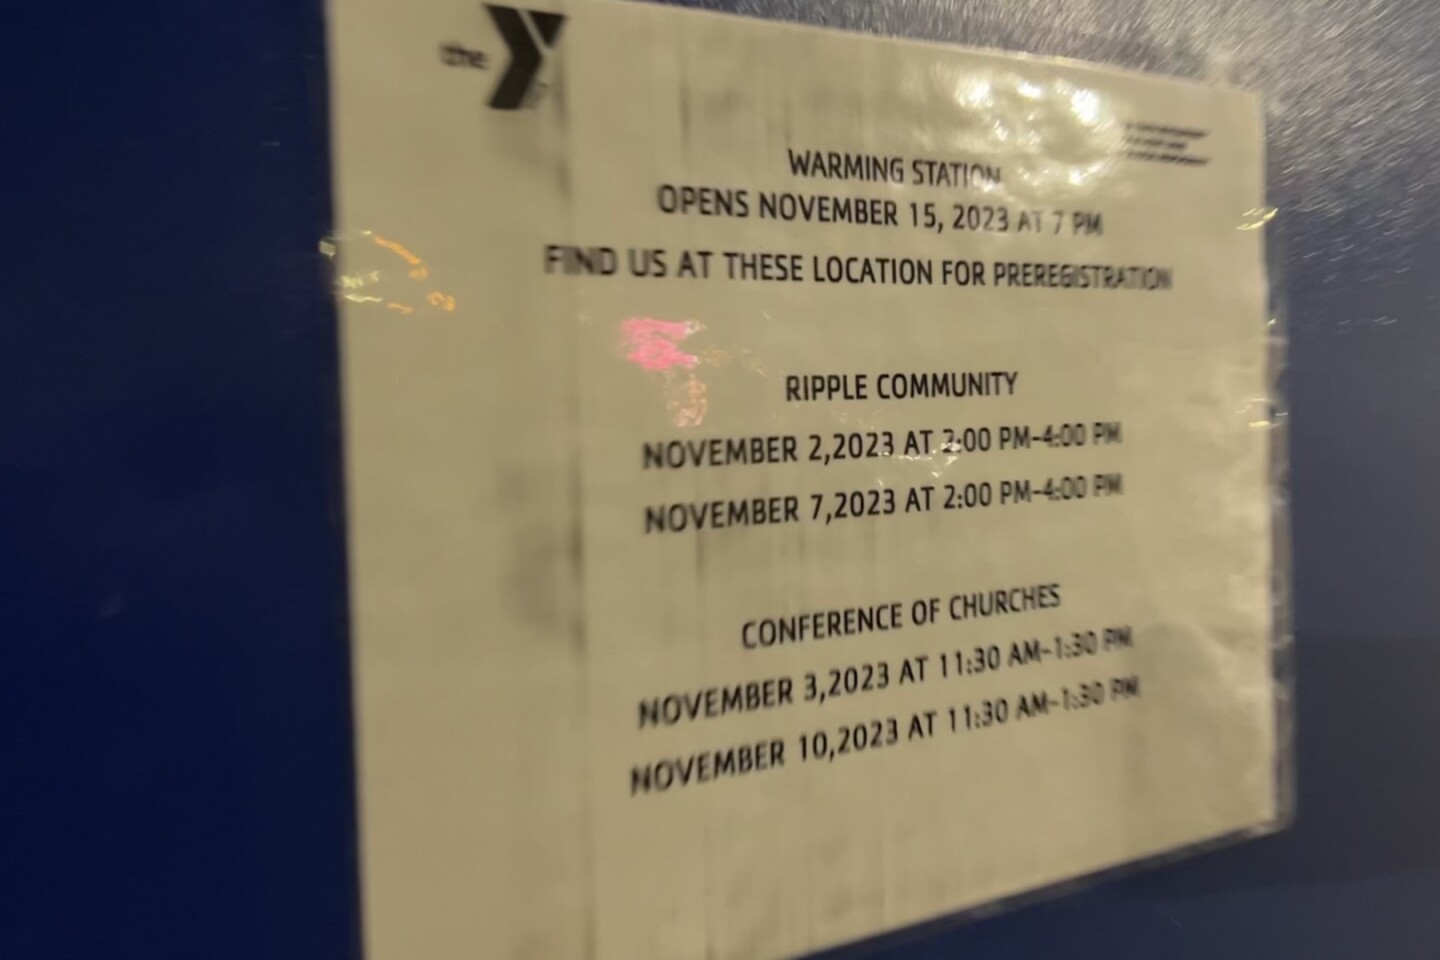 the Y
WARMING STATION
OPENS NOVEMBER 15, 2023 AT 7 PM
FIND US AT THESE LOCATION FOR PREREGISTRATION
RIPPLE COMMUNITY
NOVEMBER 2,2023 AT 2:00 PM-4:00 PM
NOVEMBER 7,2023 AT 2:00 PM-4:00 PM
CONFERENCE OF CHURCHES
NOVEMBER 3,2023 AT 11:30 AM-1:30 PM
NOVEMBER 10,2023 AT 11:30 AM-1:30 PM